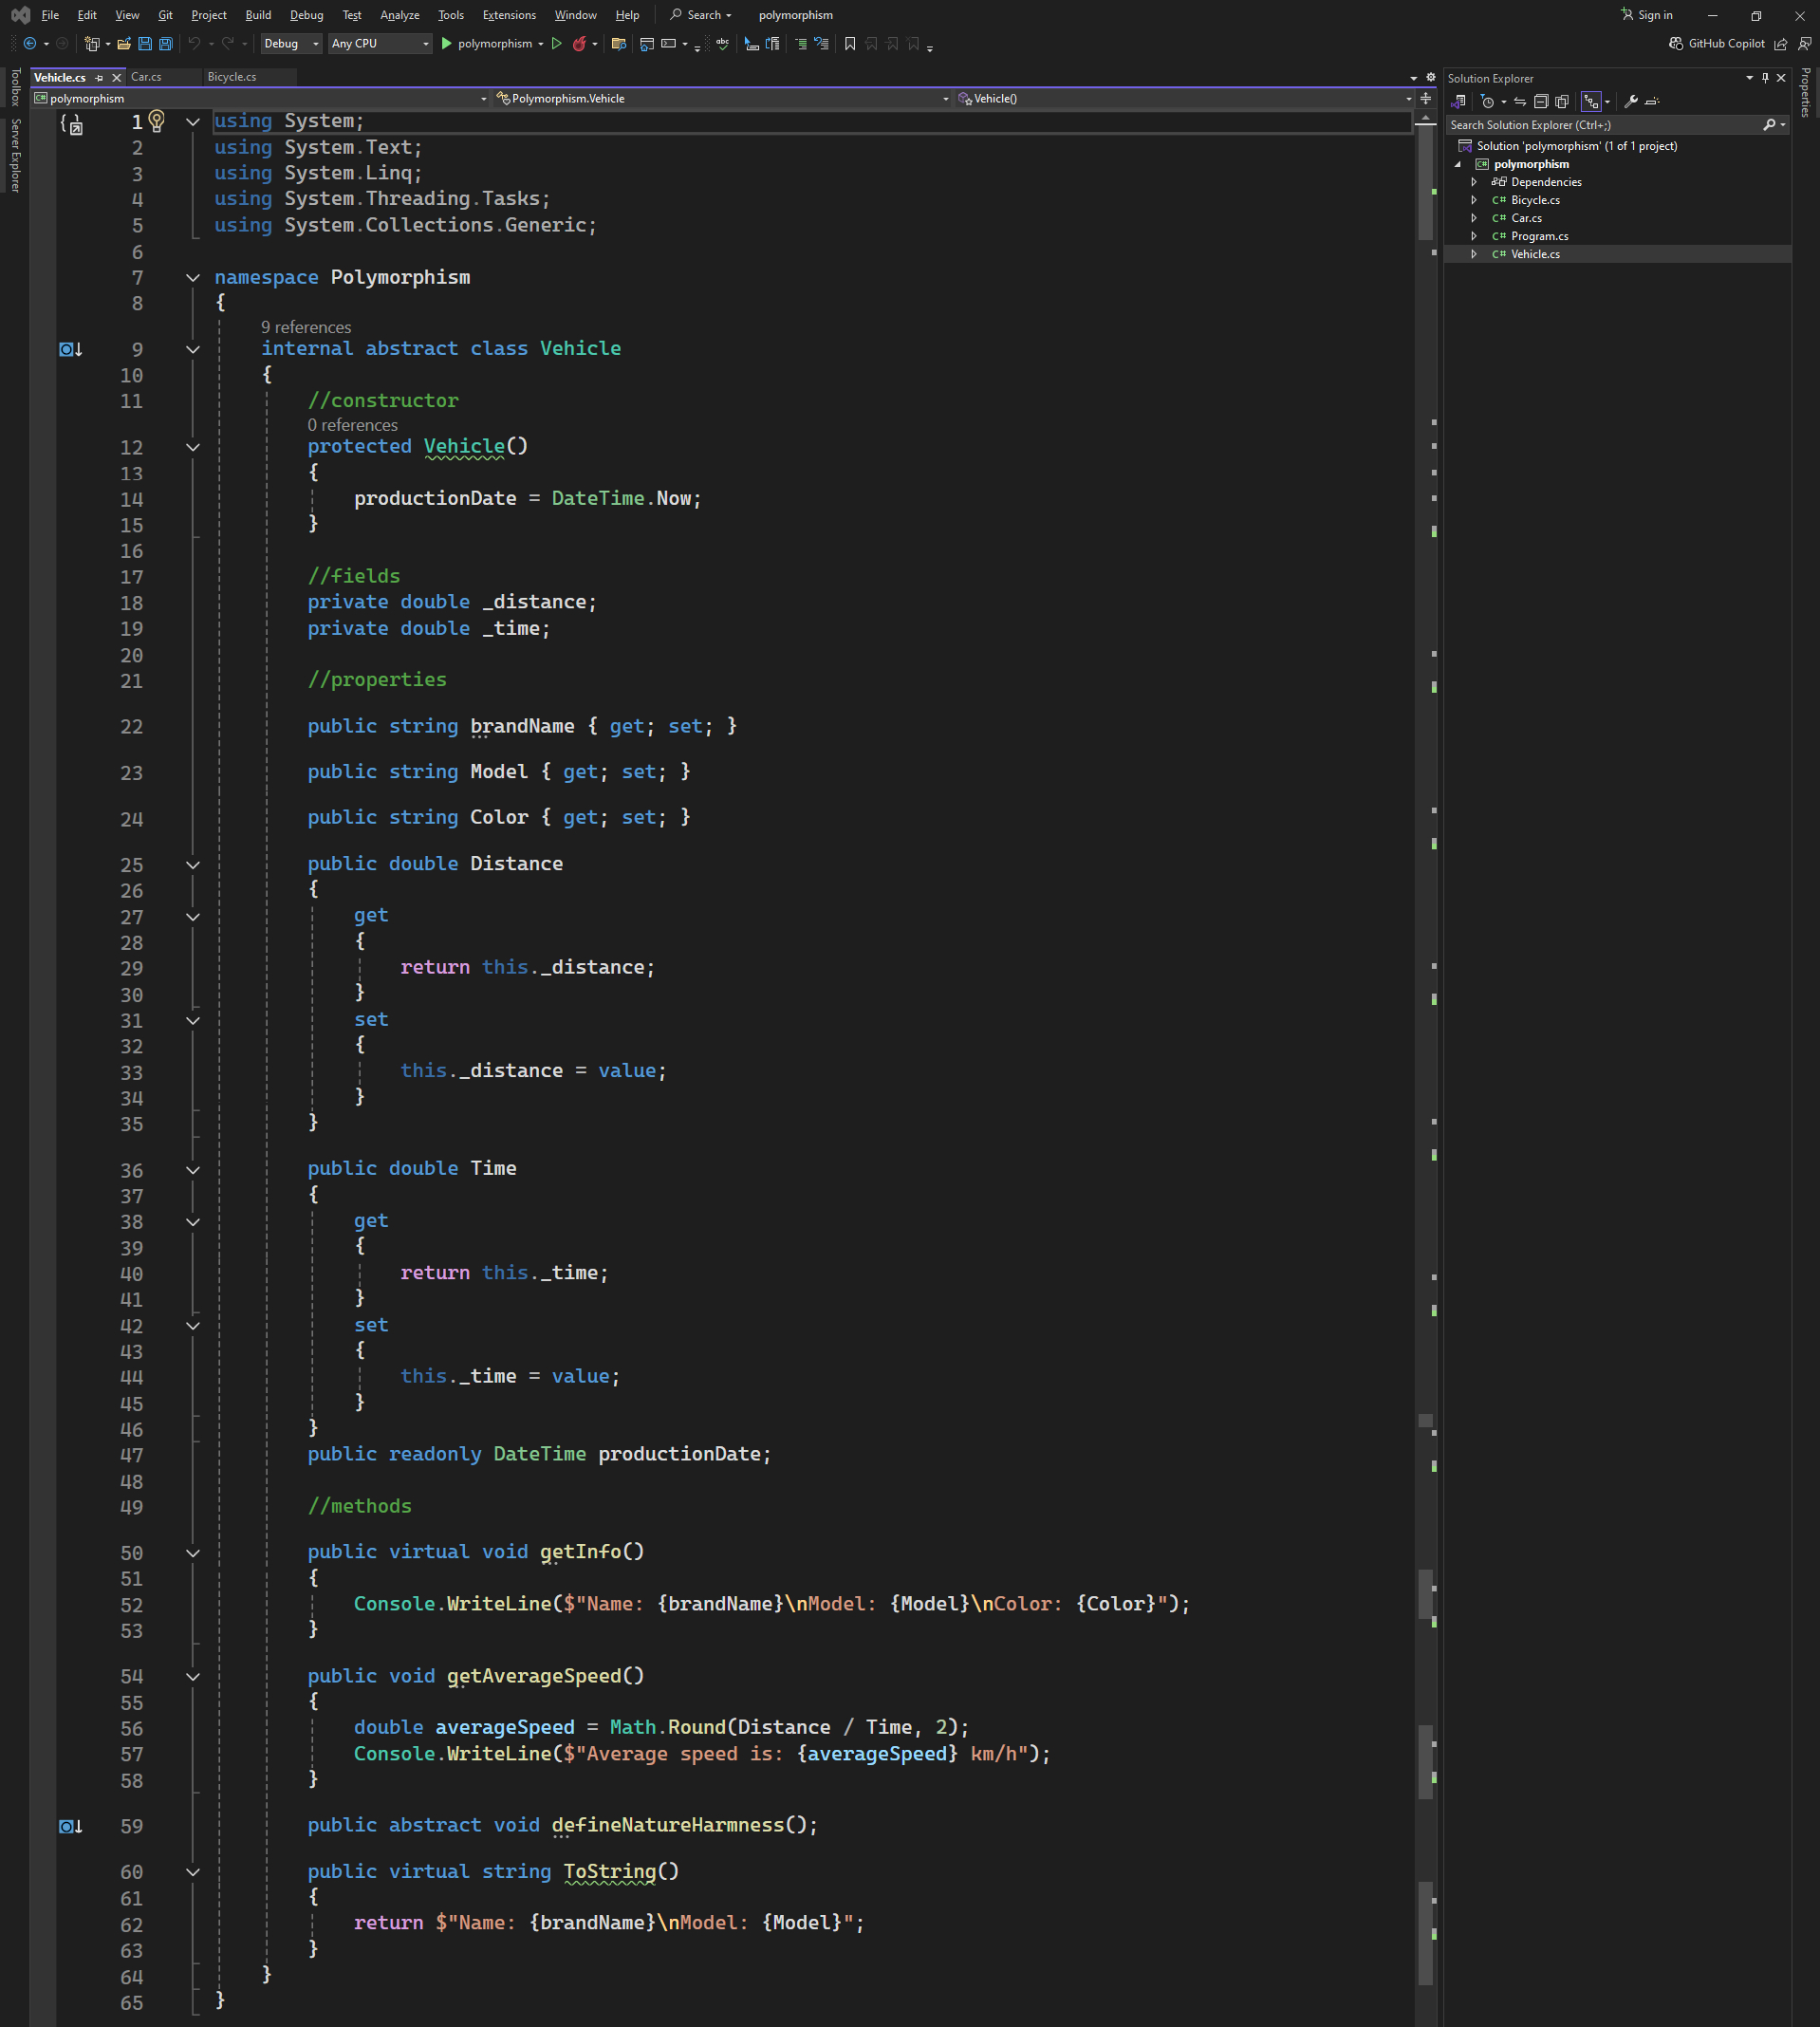 File Edit View Git Project Build Debug Test Analyze Tools Extensions Window Help Search polymorphism Sign in
Debug Any CPU polymorphism GitHub Copilot
Toolbox
Server Explorer
Vehicle.cs Car.cs Bicycle.cs
polymorphism Polymorphism.Vehicle Vehicle()
1 using System;
2 using System.Text;
3 using System.Linq;
4 using System.Threading.Tasks;
5 using System.Collections.Generic;
6
7 namespace Polymorphism
8 {
9 references
9 internal abstract class Vehicle
10 {
11 //constructor
0 references
12 protected Vehicle()
13 {
14 productionDate = DateTime.Now;
15 }
16
17 //fields
18 private double _distance;
19 private double _time;
20
21 //properties
22 public string brandName { get; set; }
23 public string Model { get; set; }
24 public string Color { get; set; }
25 public double Distance
26 {
27 get
28 {
29 return this._distance;
30 }
31 set
32 {
33 this._distance = value;
34 }
35 }
36 public double Time
37 {
38 get
39 {
40 return this._time;
41 }
42 set
43 {
44 this._time = value;
45 }
46 }
47 public readonly DateTime productionDate;
48
49 //methods
50 public virtual void getInfo()
51 {
52 Console.WriteLine($"Name: {brandName}\nModel: {Model}\nColor: {Color}");
53 }
54 public void getAverageSpeed()
55 {
56 double averageSpeed = Math.Round(Distance / Time, 2);
57 Console.WriteLine($"Average speed is: {averageSpeed} km/h");
58 }
59 public abstract void defineNatureHarmness();
60 public virtual string ToString()
61 {
62 return $"Name: {brandName}\nModel: {Model}";
63 }
64 }
65 }
Solution Explorer
Search Solution Explorer (Ctrl+;)
Solution 'polymorphism' (1 of 1 project)
C# polymorphism
Dependencies
C# Bicycle.cs
C# Car.cs
C# Program.cs
C# Vehicle.cs
Properties